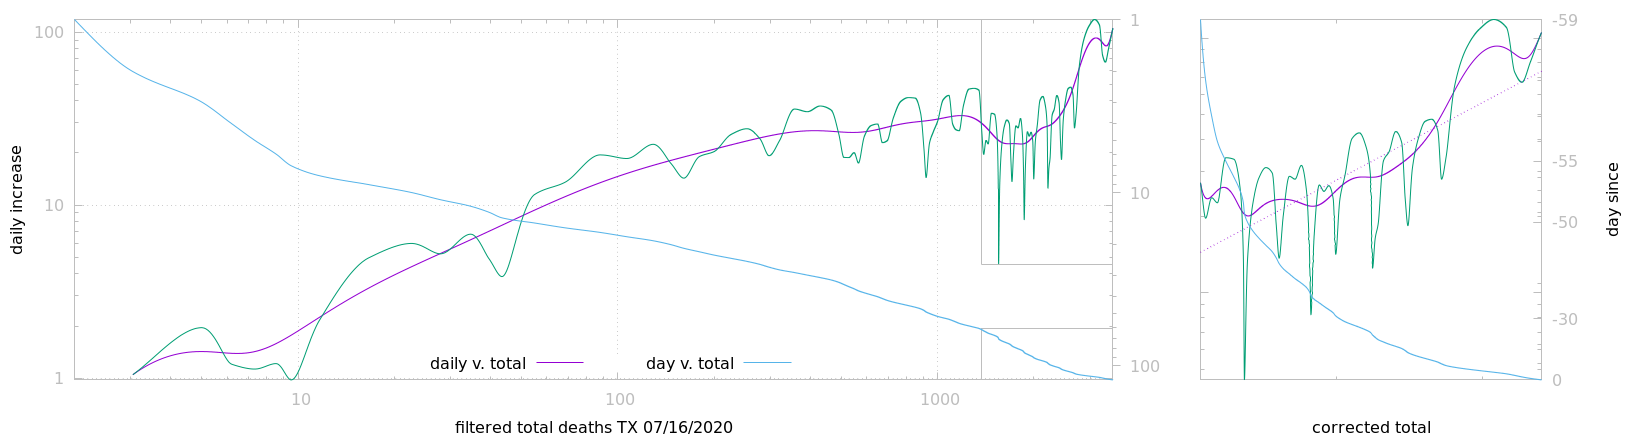 100
10
1
daily increase
10
100
1000
filtered total deaths TX 07/16/2020
daily v. total
day v. total
1
10
100
-59
-55
-50
-30
0
day since
corrected total